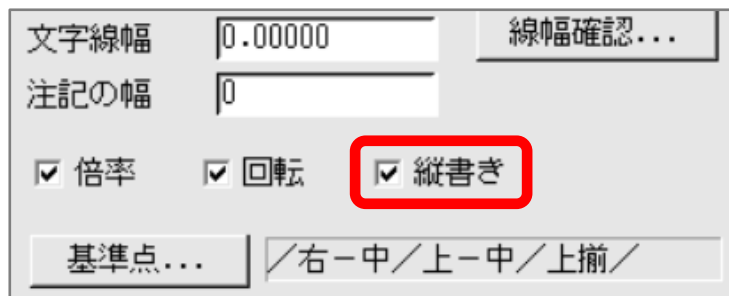 文字線幅 0.00000 線幅確認...
注記の幅 0
倍率 回転 縦書き
基準点... /右-中/上-中/上揃/